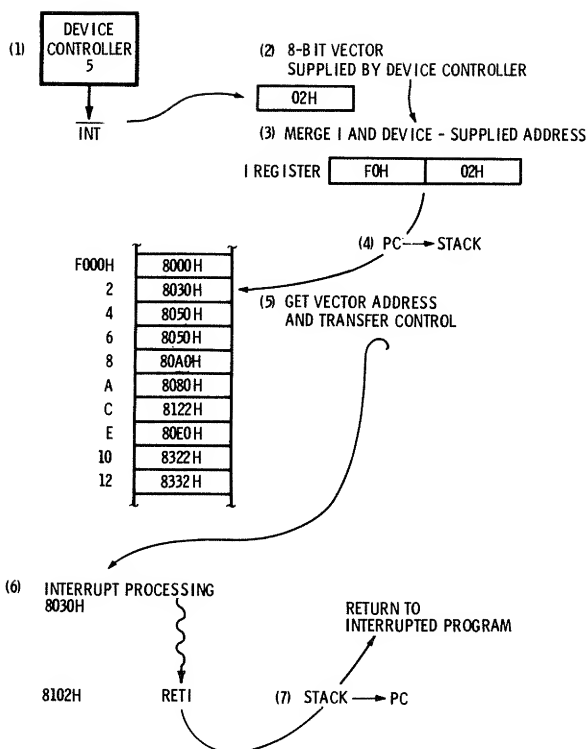 (1)
DEVICE
CONTROLLER
5
INT
(2) 8-BIT VECTOR
SUPPLIED BY DEVICE CONTROLLER
02H
(3) MERGE I AND DEVICE - SUPPLIED ADDRESS
I REGISTER F0H 02H
(4) PC → STACK
F000H 8000H
2 8030H
4 8050H
6 8050H
8 80A0H
A 8080H
C 8122H
E 80E0H
10 8322H
12 8332H
(5) GET VECTOR ADDRESS
AND TRANSFER CONTROL
(6) INTERRUPT PROCESSING
8030H
RETURN TO
INTERRUPTED PROGRAM
8102H RETI (7) STACK → PC